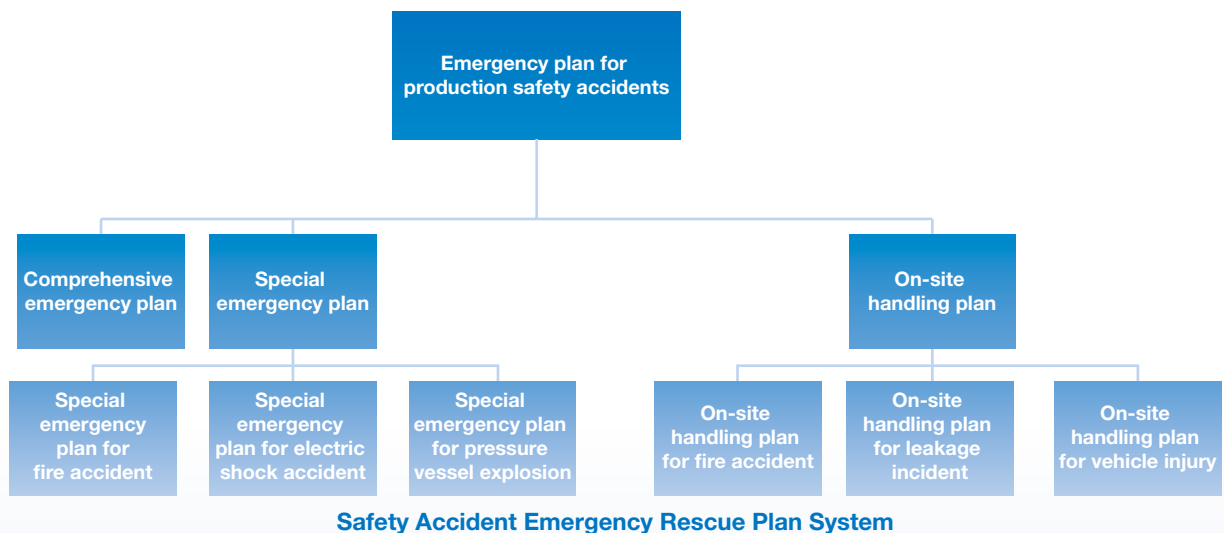 Emergency plan for
production safety accidents
Comprehensive
emergency plan
Special
emergency plan
On-site
handling plan
Special
emergency
plan for
fire accident
Special
emergency
plan for electric
shock accident
Special
emergency plan
for pressure
vessel explosion
On-site
handling plan
for fire accident
On-site
handling plan
for leakage
incident
On-site
handling plan
for vehicle injury
Safety Accident Emergency Rescue Plan System